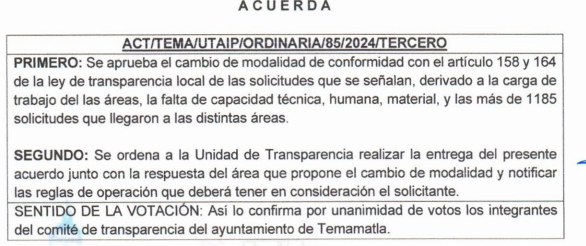 ACUERDA
ACT/TEMA/UTAIP/ORDINARIA/85/2024/TERCERO
PRIMERO: Se aprueba el cambio de modalidad de conformidad con el artículo 158 y 164
de la ley de transparencia local de las solicitudes que se señalan, derivado a la carga de
trabajo del las áreas, la falta de capacidad técnica, humana, material, y las más de 1185
solicitudes que llegaron a las distintas áreas.
SEGUNDO: Se ordena a la Unidad de Transparencia realizar la entrega del presente
acuerdo junto con la respuesta del área que propone el cambio de modalidad y notificar
las reglas de operación que deberá tener en consideración el solicitante.
SENTIDO DE LA VOTACIÓN: Así lo confirma por unanimidad de votos los integrantes
del comité de transparencia del ayuntamiento de Temamatla.